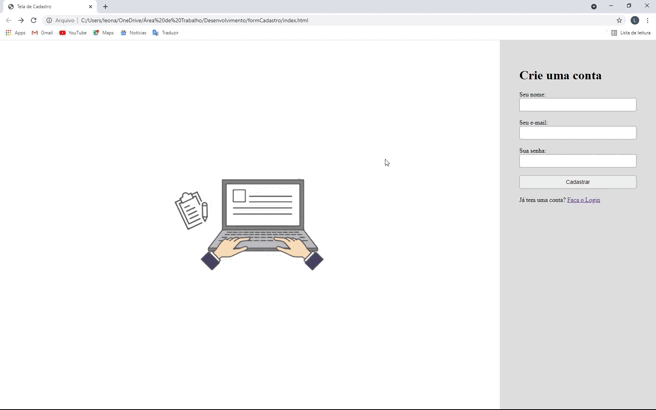 Tela de Cadastro
Arquivo | C:/Users/leona/OneDrive/Área%20de%20Trabalho/Desenvolvimento/formCadastro/index.html
Apps Gmail YouTube Maps Notícias Traduzir Lista de leitura
Crie uma conta
Seu nome:
Seu e-mail:
Sua senha:
Cadastrar
Já tem uma conta? Faça o Login